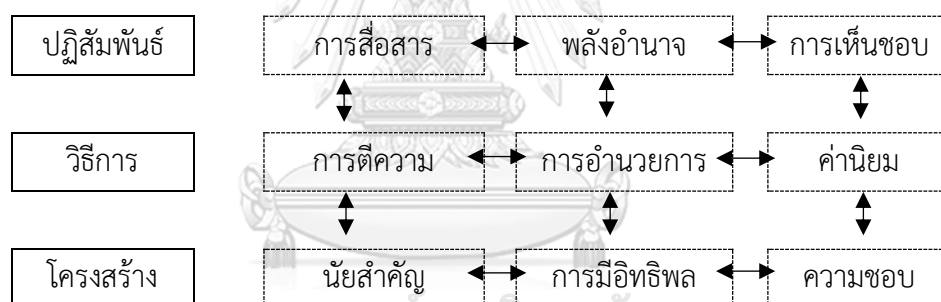 ปฏิสัมพันธ์ การสื่อสาร พลังอำนาจ การเห็นชอบ
วิธีการ การตีความ การอำนวยการ ค่านิยม
โครงสร้าง นัยสำคัญ การมีอิทธิพล ความชอบ